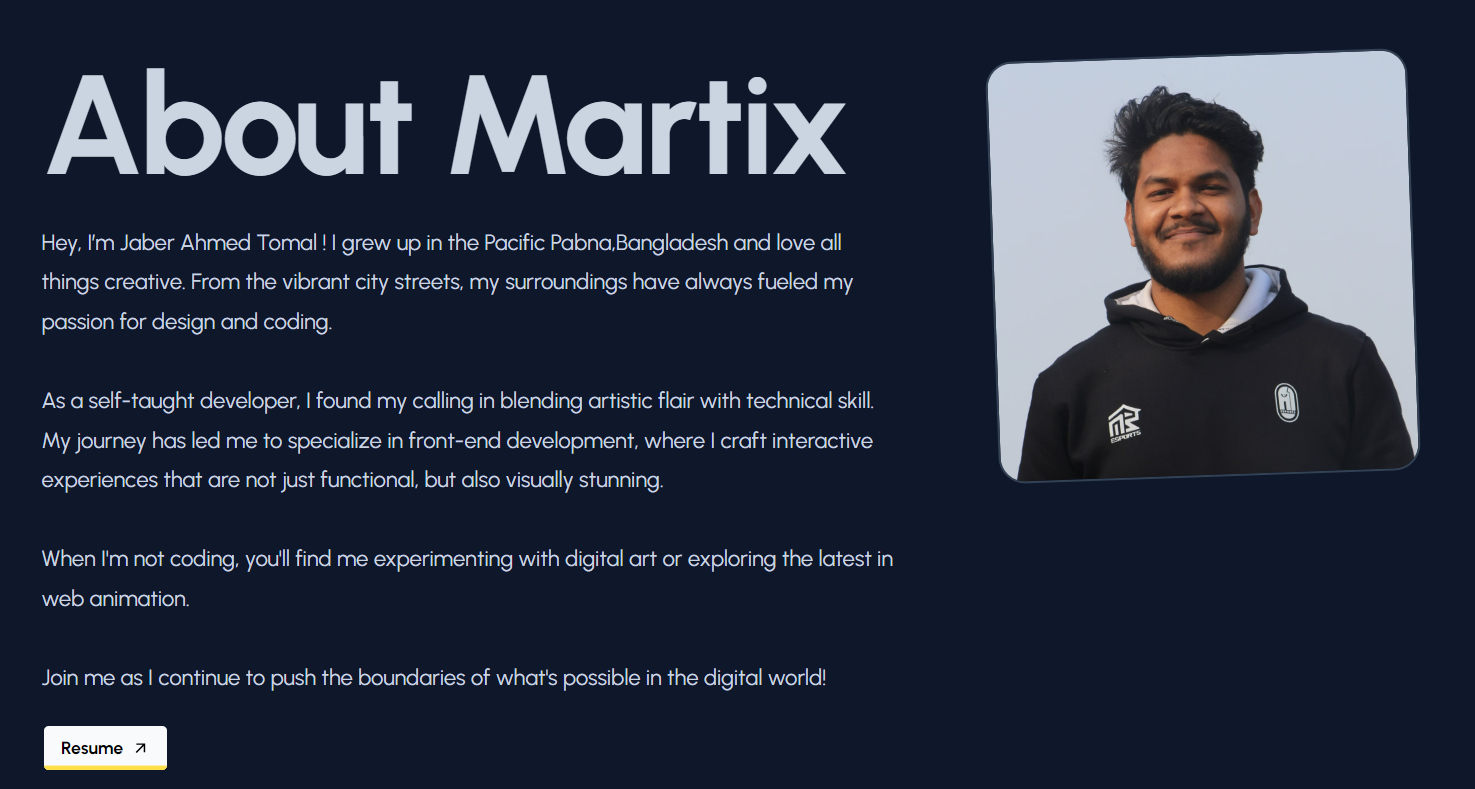 About Martix
Hey, I’m Jaber Ahmed Tomal ! I grew up in the Pacific Pabna,Bangladesh and love all
things creative. From the vibrant city streets, my surroundings have always fueled my
passion for design and coding.
As a self-taught developer, I found my calling in blending artistic flair with technical skill.
My journey has led me to specialize in front-end development, where I craft interactive
experiences that are not just functional, but also visually stunning.
When I'm not coding, you'll find me experimenting with digital art or exploring the latest in
web animation.
Join me as I continue to push the boundaries of what's possible in the digital world!
Resume
ESPORTS